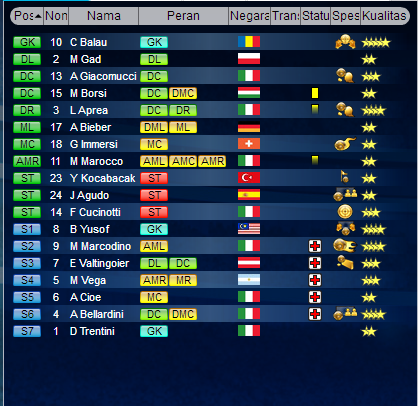 Pos Non Nama Peran Negara Tran Statu Spes Kualitas
GK 10 C Balau GK
DL 2 M Gad DL
DC 13 A Giacomucci DC
DC 15 M Borsi DC DMC
DR 3 L Aprea DC DR
ML 17 A Bieber DML ML
MC 18 G Immersi MC
AMR 11 M Marocco AML AMC AMR
ST 23 Y Kocabacak ST
ST 24 J Agudo ST
ST 14 F Cucinotti ST
S1 8 B Yusof GK
S2 9 M Marcodino AML
S3 7 E Valtingoier DL DC
S4 5 M Vega AMR MR
S5 6 A Cioe MC
S6 4 A Bellardini DC DMC
S7 1 D Trentini GK